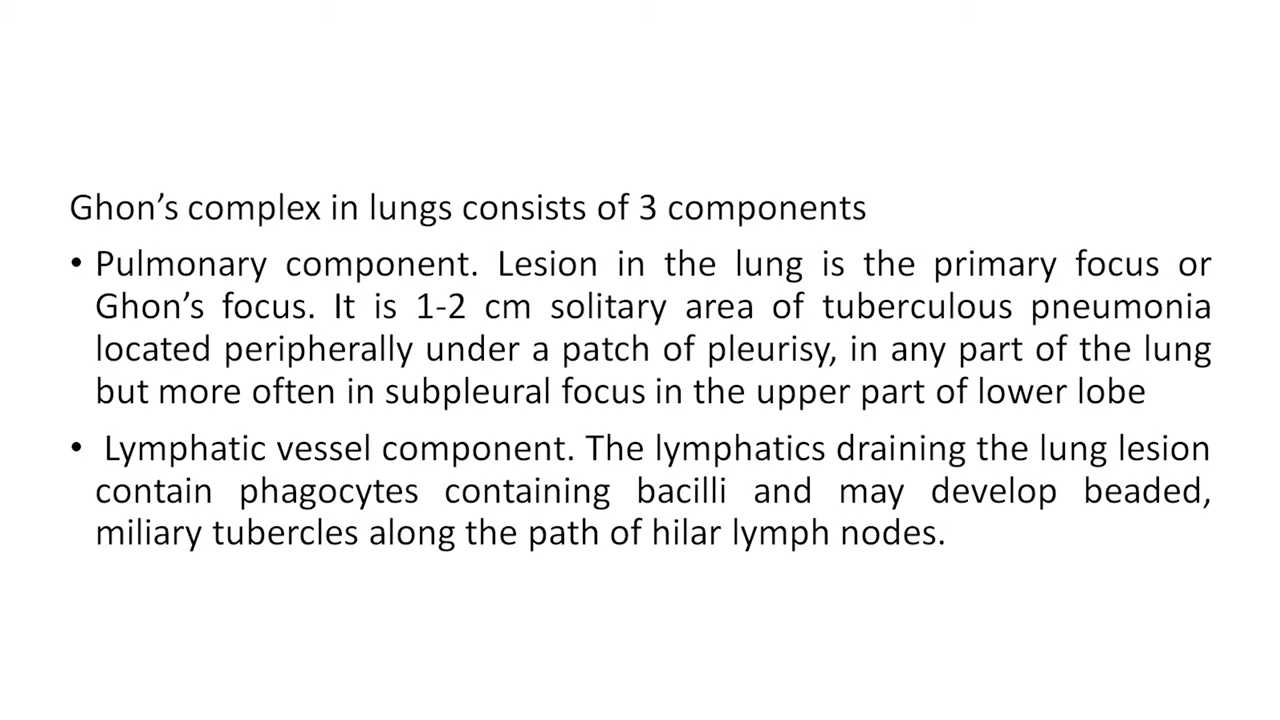 Ghon's complex in lungs consists of 3 components
• Pulmonary component. Lesion in the lung is the primary focus or
Ghon's focus. It is 1-2 cm solitary area of tuberculous pneumonia
located peripherally under a patch of pleurisy, in any part of the lung
but more often in subpleural focus in the upper part of lower lobe
• Lymphatic vessel component. The lymphatics draining the lung lesion
contain phagocytes containing bacilli and may develop beaded,
miliary tubercles along the path of hilar lymph nodes.